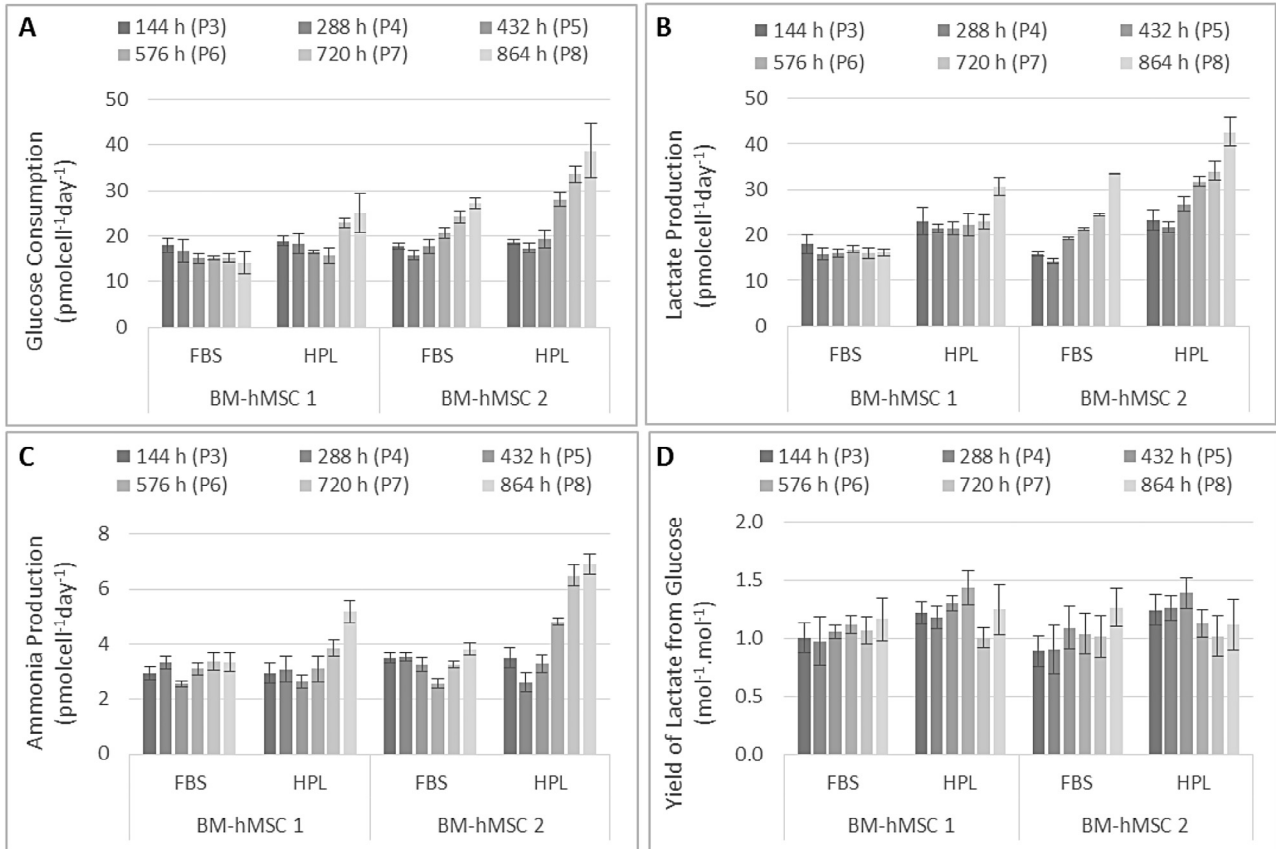 A
144 h (P3) 288 h (P4) 432 h (P5)
576 h (P6) 720 h (P7) 864 h (P8)
Glucose Consumption
(pmolcell⁻¹day⁻¹)
50
40
30
20
10
0
FBS HPL FBS HPL
BM-hMSC 1 BM-hMSC 2
B
144 h (P3) 288 h (P4) 432 h (P5)
576 h (P6) 720 h (P7) 864 h (P8)
Lactate Production
(pmolcell⁻¹day⁻¹)
50
40
30
20
10
0
FBS HPL FBS HPL
BM-hMSC 1 BM-hMSC 2
C
144 h (P3) 288 h (P4) 432 h (P5)
576 h (P6) 720 h (P7) 864 h (P8)
Ammonia Production
(pmolcell⁻¹day⁻¹)
8
6
4
2
0
FBS HPL FBS HPL
BM-hMSC 1 BM-hMSC 2
D
144 h (P3) 288 h (P4) 432 h (P5)
576 h (P6) 720 h (P7) 864 h (P8)
Yield of Lactate from Glucose
(mol⁻¹.mol⁻¹)
2.0
1.5
1.0
0.5
0.0
FBS HPL FBS HPL
BM-hMSC 1 BM-hMSC 2